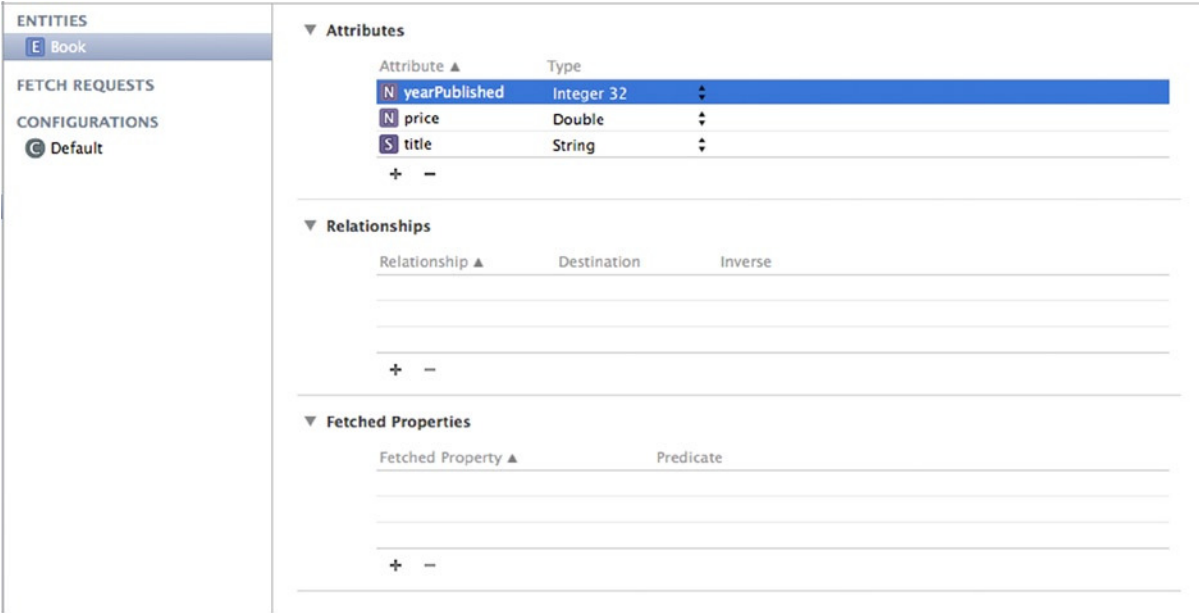 ENTITIES
E Book
FETCH REQUESTS
CONFIGURATIONS
C Default
Attributes
Attribute ▲ Type
N yearPublished Integer 32
N price Double
S title String
+ −
Relationships
Relationship ▲ Destination Inverse
+ −
Fetched Properties
Fetched Property ▲ Predicate
+ −